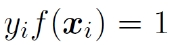 yᵢf(𝒙ᵢ) = 1